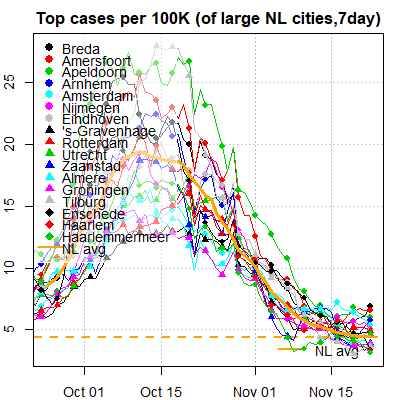 Top cases per 100K (of large NL cities,7day)
Breda
Amersfoort
Apeldoorn
Arnhem
Amsterdam
Nijmegen
Eindhoven
's-Gravenhage
Rotterdam
Utrecht
Zaanstad
Almere
Groningen
Tilburg
Enschede
Haarlem
Haarlemmermeer
NL avg
NL avg
25
20
15
10
5
Oct 01 Oct 15 Nov 01 Nov 15